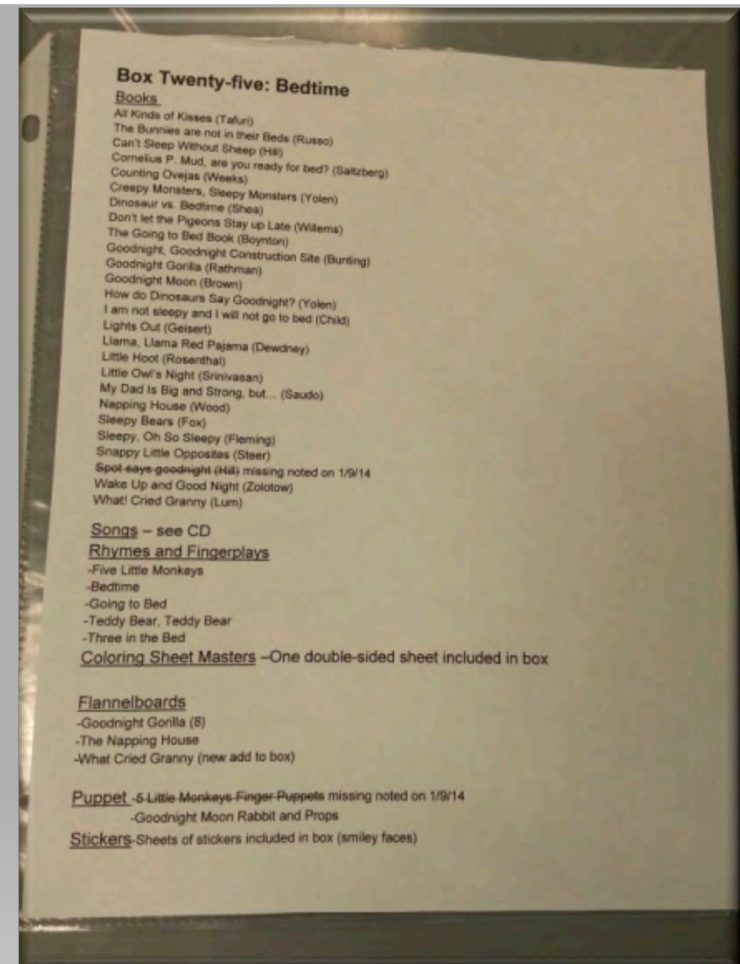 Box Twenty-five: Bedtime
Books
All Kinds of Kisses (Tafuri)
The Bunnies are not in their Beds (Russo)
Can't Sleep Without Sheep (Hill)
Cornelius P. Mud, are you ready for bed? (Saltzberg)
Counting Ovejas (Weeks)
Creepy Monsters, Sleepy Monsters (Yolen)
Dinosaur vs. Bedtime (Shea)
Don't let the Pigeons Stay up Late (Willems)
The Going to Bed Book (Boynton)
Goodnight, Goodnight Construction Site (Bunting)
Goodnight Gorilla (Rathman)
Goodnight Moon (Brown)
How do Dinosaurs Say Goodnight? (Yolen)
I am not sleepy and I will not go to bed (Child)
Lights Out (Geisert)
Llama, Llama Red Pajama (Dewdney)
Little Hoot (Rosenthal)
Little Owl's Night (Srinivasan)
My Dad Is Big and Strong, but... (Saudo)
Napping House (Wood)
Sleepy Bears (Fox)
Sleepy, Oh So Sleepy (Fleming)
Snappy Little Opposites (Steer)
Spot says goodnight (Hill) missing noted on 1/9/14
Wake Up and Good Night (Zolotow)
What! Cried Granny (Lum)
Songs – see CD
Rhymes and Fingerplays
-Five Little Monkeys
-Bedtime
-Going to Bed
-Teddy Bear, Teddy Bear
-Three in the Bed
Coloring Sheet Masters –One double-sided sheet included in box
Flannelboards
-Goodnight Gorilla (8)
-The Napping House
-What Cried Granny (new add to box)
Puppet -5 Little Monkeys Finger Puppets missing noted on 1/9/14
-Goodnight Moon Rabbit and Props
Stickers-Sheets of stickers included in box (smiley faces)